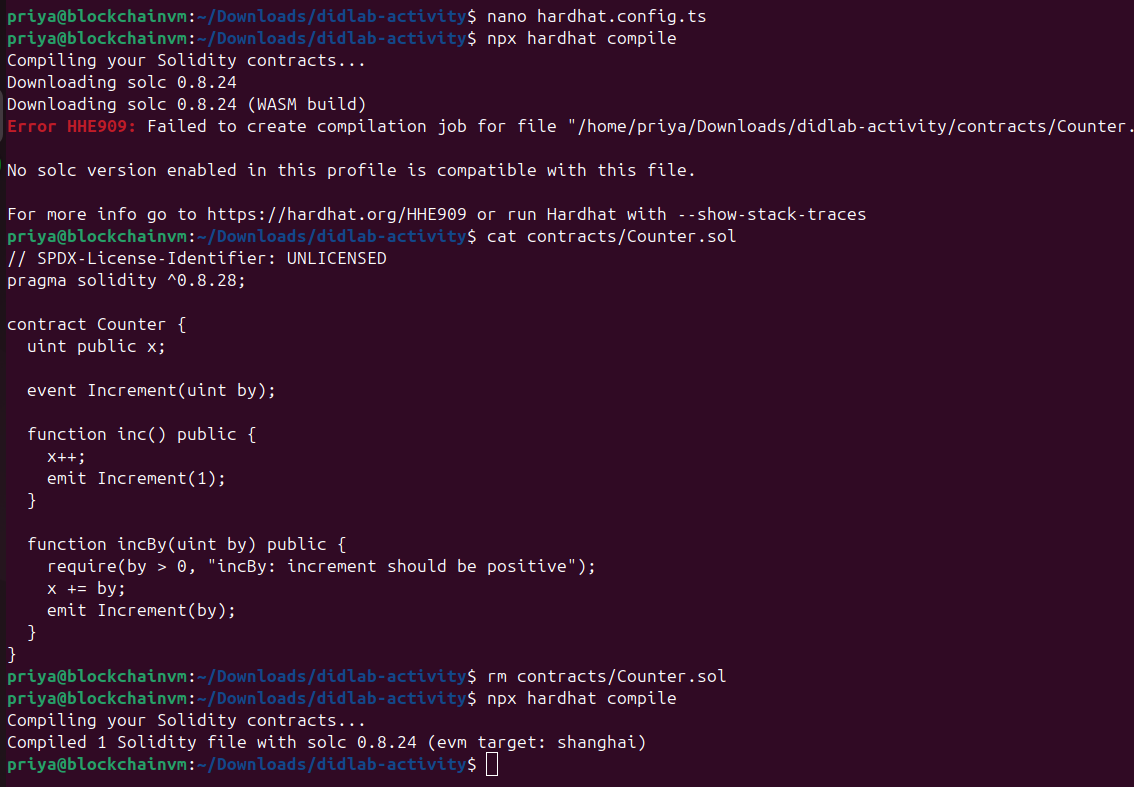 priya@blockchainvm:~/Downloads/didlab-activity$ nano hardhat.config.ts
priya@blockchainvm:~/Downloads/didlab-activity$ npx hardhat compile
Compiling your Solidity contracts...
Downloading solc 0.8.24
Downloading solc 0.8.24 (WASM build)
Error HHE909: Failed to create compilation job for file "/home/priya/Downloads/didlab-activity/contracts/Counter.
No solc version enabled in this profile is compatible with this file.
For more info go to https://hardhat.org/HHE909 or run Hardhat with --show-stack-traces
priya@blockchainvm:~/Downloads/didlab-activity$ cat contracts/Counter.sol
// SPDX-License-Identifier: UNLICENSED
pragma solidity ^0.8.28;
contract Counter {
  uint public x;
  event Increment(uint by);
  function inc() public {
    x++;
    emit Increment(1);
  }
  function incBy(uint by) public {
    require(by > 0, "incBy: increment should be positive");
    x += by;
    emit Increment(by);
  }
}
priya@blockchainvm:~/Downloads/didlab-activity$ rm contracts/Counter.sol
priya@blockchainvm:~/Downloads/didlab-activity$ npx hardhat compile
Compiling your Solidity contracts...
Compiled 1 Solidity file with solc 0.8.24 (evm target: shanghai)
priya@blockchainvm:~/Downloads/didlab-activity$